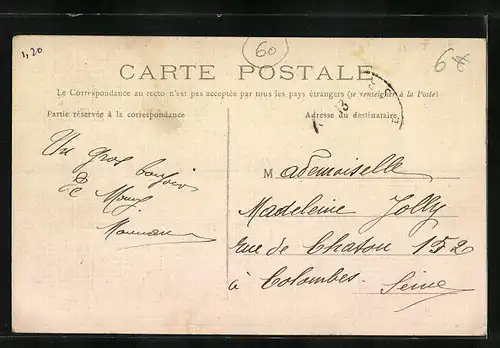 1,20
60
6€
CARTE POSTALE
Le Correspondance au recto n'est pas acceptée par tous les pays étrangers (se renseigner à la Poste)
Partie réservée à la correspondance
Adresse du destinataire
Un gros bonjour
de Mouy
Mademoiselle
Madeleine Jolly
rue de Chatou 152
à Colombes
Seine